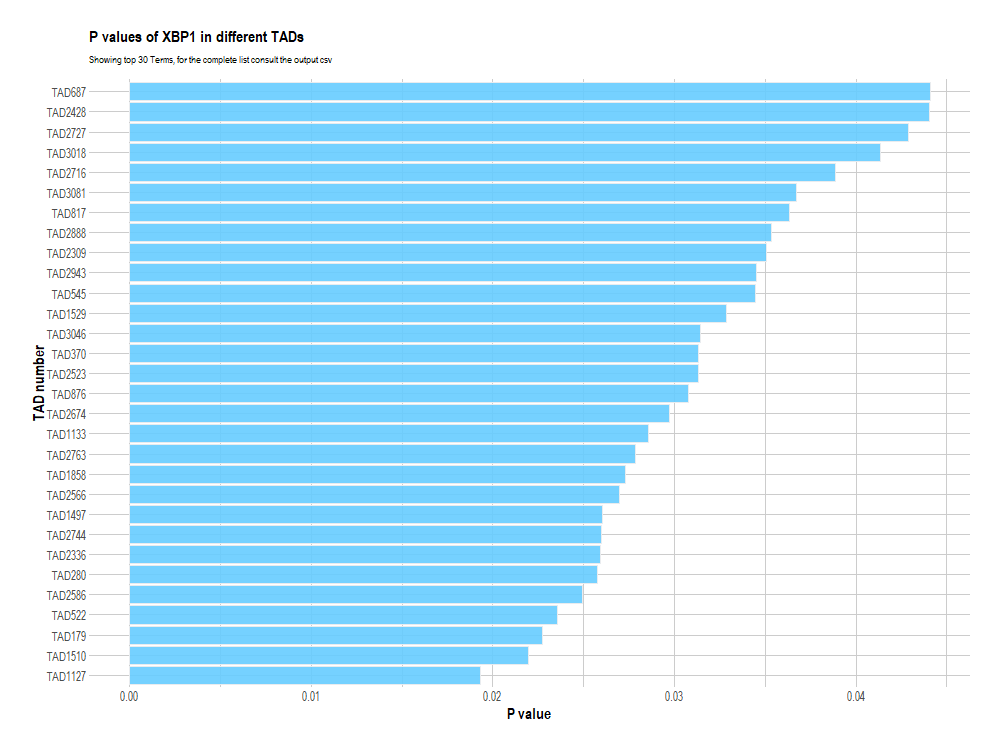 P values of XBP1 in different TADs
Showing top 30 Terms, for the complete list consult the output csv
TAD number
TAD687
TAD2428
TAD2727
TAD3018
TAD2716
TAD3081
TAD817
TAD2888
TAD2309
TAD2943
TAD545
TAD1529
TAD3046
TAD370
TAD2523
TAD876
TAD2674
TAD1133
TAD2763
TAD1858
TAD2566
TAD1497
TAD2744
TAD2336
TAD280
TAD2586
TAD522
TAD179
TAD1510
TAD1127
0.00 0.01 0.02 0.03 0.04
P value